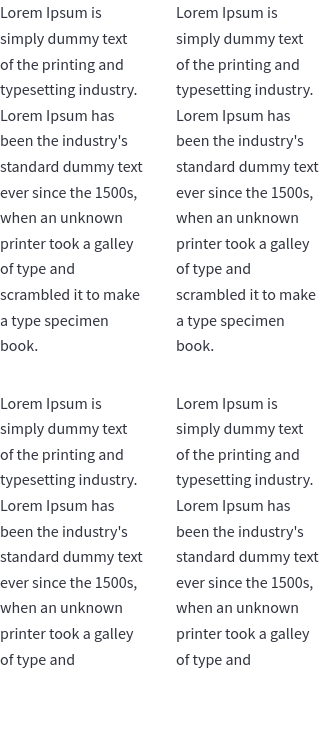 Lorem Ipsum is
simply dummy text
of the printing and
typesetting industry.
Lorem Ipsum has
been the industry's
standard dummy text
ever since the 1500s,
when an unknown
printer took a galley
of type and
scrambled it to make
a type specimen
book.
Lorem Ipsum is
simply dummy text
of the printing and
typesetting industry.
Lorem Ipsum has
been the industry's
standard dummy text
ever since the 1500s,
when an unknown
printer took a galley
of type and
scrambled it to make
a type specimen
book.
Lorem Ipsum is
simply dummy text
of the printing and
typesetting industry.
Lorem Ipsum has
been the industry's
standard dummy text
ever since the 1500s,
when an unknown
printer took a galley
of type and
Lorem Ipsum is
simply dummy text
of the printing and
typesetting industry.
Lorem Ipsum has
been the industry's
standard dummy text
ever since the 1500s,
when an unknown
printer took a galley
of type and